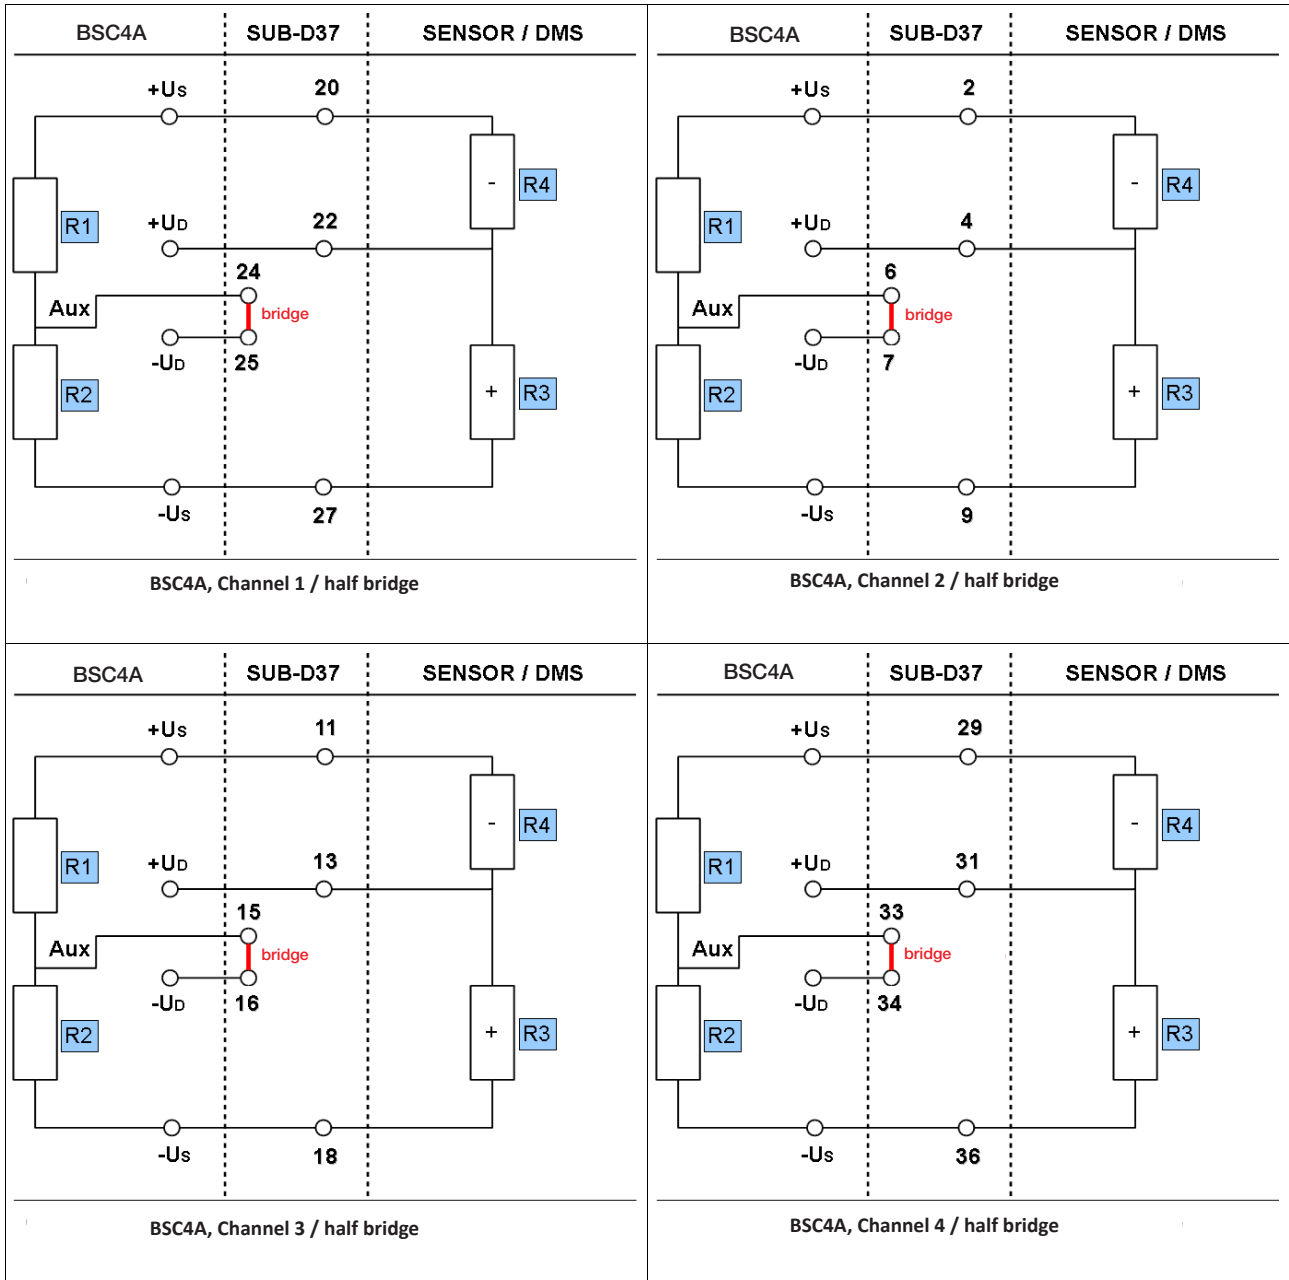 BSC4A SUB-D37 SENSOR / DMS
+US 20
- R4
R1 +UD 22
24
Aux bridge
-UD 25
R2 + R3
-US 27
BSC4A, Channel 1 / half bridge
BSC4A SUB-D37 SENSOR / DMS
+US 2
- R4
R1 +UD 4
6
Aux bridge
-UD 7
R2 + R3
-US 9
BSC4A, Channel 2 / half bridge
BSC4A SUB-D37 SENSOR / DMS
+US 11
- R4
R1 +UD 13
15
Aux bridge
-UD 16
R2 + R3
-US 18
BSC4A, Channel 3 / half bridge
BSC4A SUB-D37 SENSOR / DMS
+US 29
- R4
R1 +UD 31
33
Aux bridge
-UD 34
R2 + R3
-US 36
BSC4A, Channel 4 / half bridge